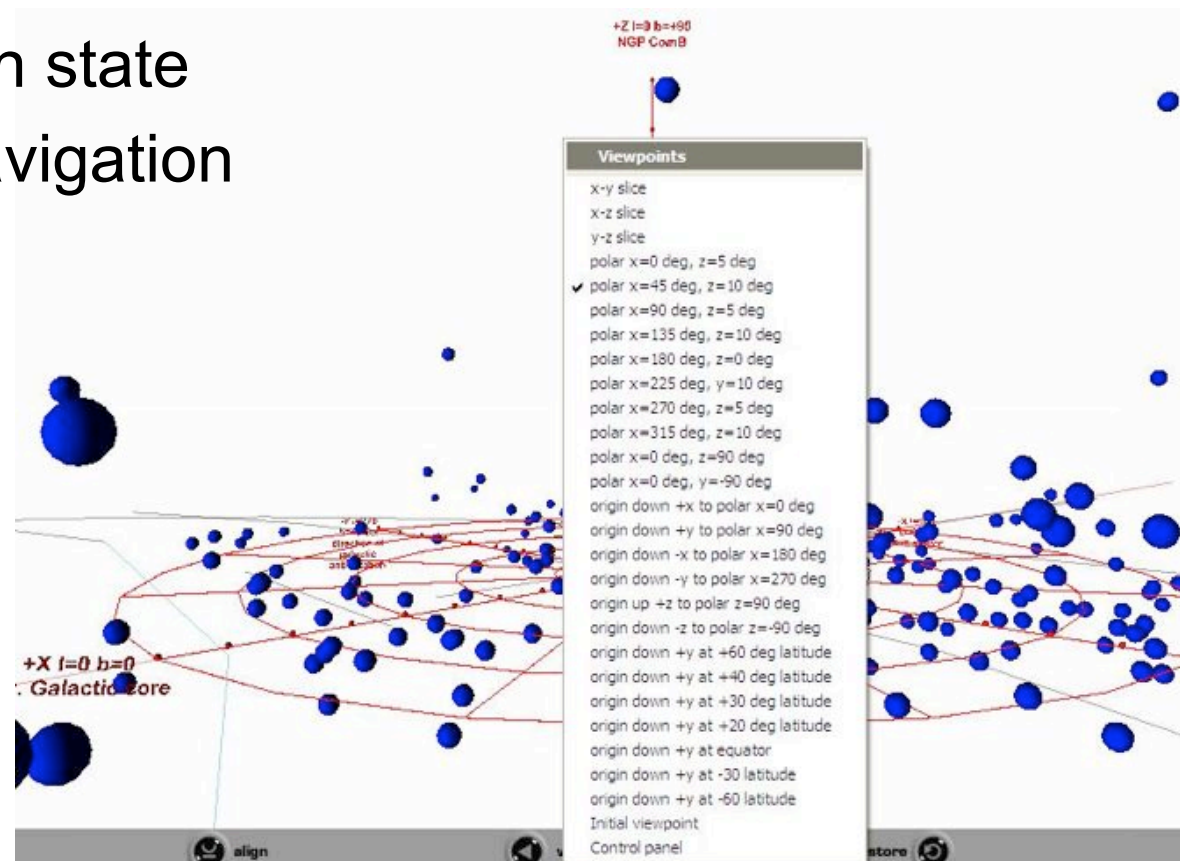 n state
vigation
+Z l=0 b=+90
NGP ComB
Viewpoints
x-y slice
x-z slice
y-z slice
polar x=0 deg, z=5 deg
polar x=45 deg, z=10 deg
polar x=90 deg, z=5 deg
polar x=135 deg, z=10 deg
polar x=180 deg, z=0 deg
polar x=225 deg, y=10 deg
polar x=270 deg, z=5 deg
polar x=315 deg, z=10 deg
polar x=0 deg, z=90 deg
polar x=0 deg, y=-90 deg
origin down +x to polar x=0 deg
origin down +y to polar x=90 deg
origin down -x to polar x=180 deg
origin down -y to polar x=270 deg
origin up +z to polar z=90 deg
origin down -z to polar z=-90 deg
origin down +y at +60 deg latitude
origin down +y at +40 deg latitude
origin down +y at +30 deg latitude
origin down +y at +20 deg latitude
origin down +y at equator
origin down +y at -30 latitude
origin down +y at -60 latitude
Initial viewpoint
Control panel
direction of
galactic
+X l=0 b=0
. Galactic core
align
store